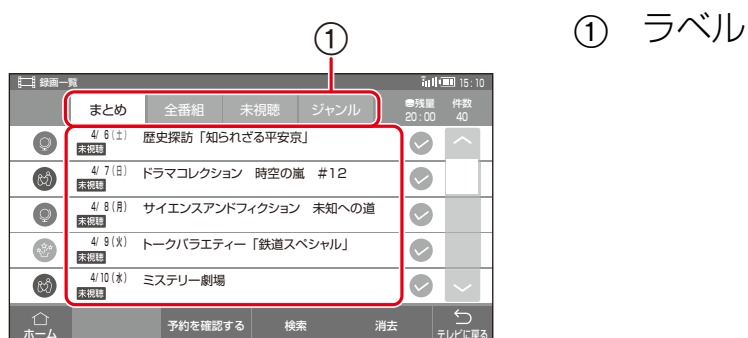 ① ラベル
①
録画一覧 15:10
まとめ 全番組 未視聴 ジャンル 残量 20:00 件数 40
4/ 6(土) 歴史探訪「知られざる平安京」
未視聴
4/ 7(日) ドラマコレクション 時空の嵐 #12
未視聴
4/ 8(月) サイエンスアンドフィクション 未知への道
未視聴
4/ 9(火) トークバラエティー「鉄道スペシャル」
未視聴
4/10(水) ミステリー劇場
未視聴
ホーム 予約を確認する 検索 消去 テレビに戻る